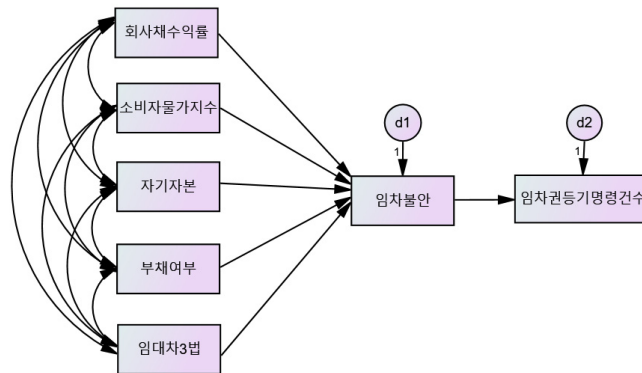 회사채수익률
소비자물가지수
자기자본
부채여부
임대차3법
d1
1
임차불안
d2
1
임차권등기명령건수